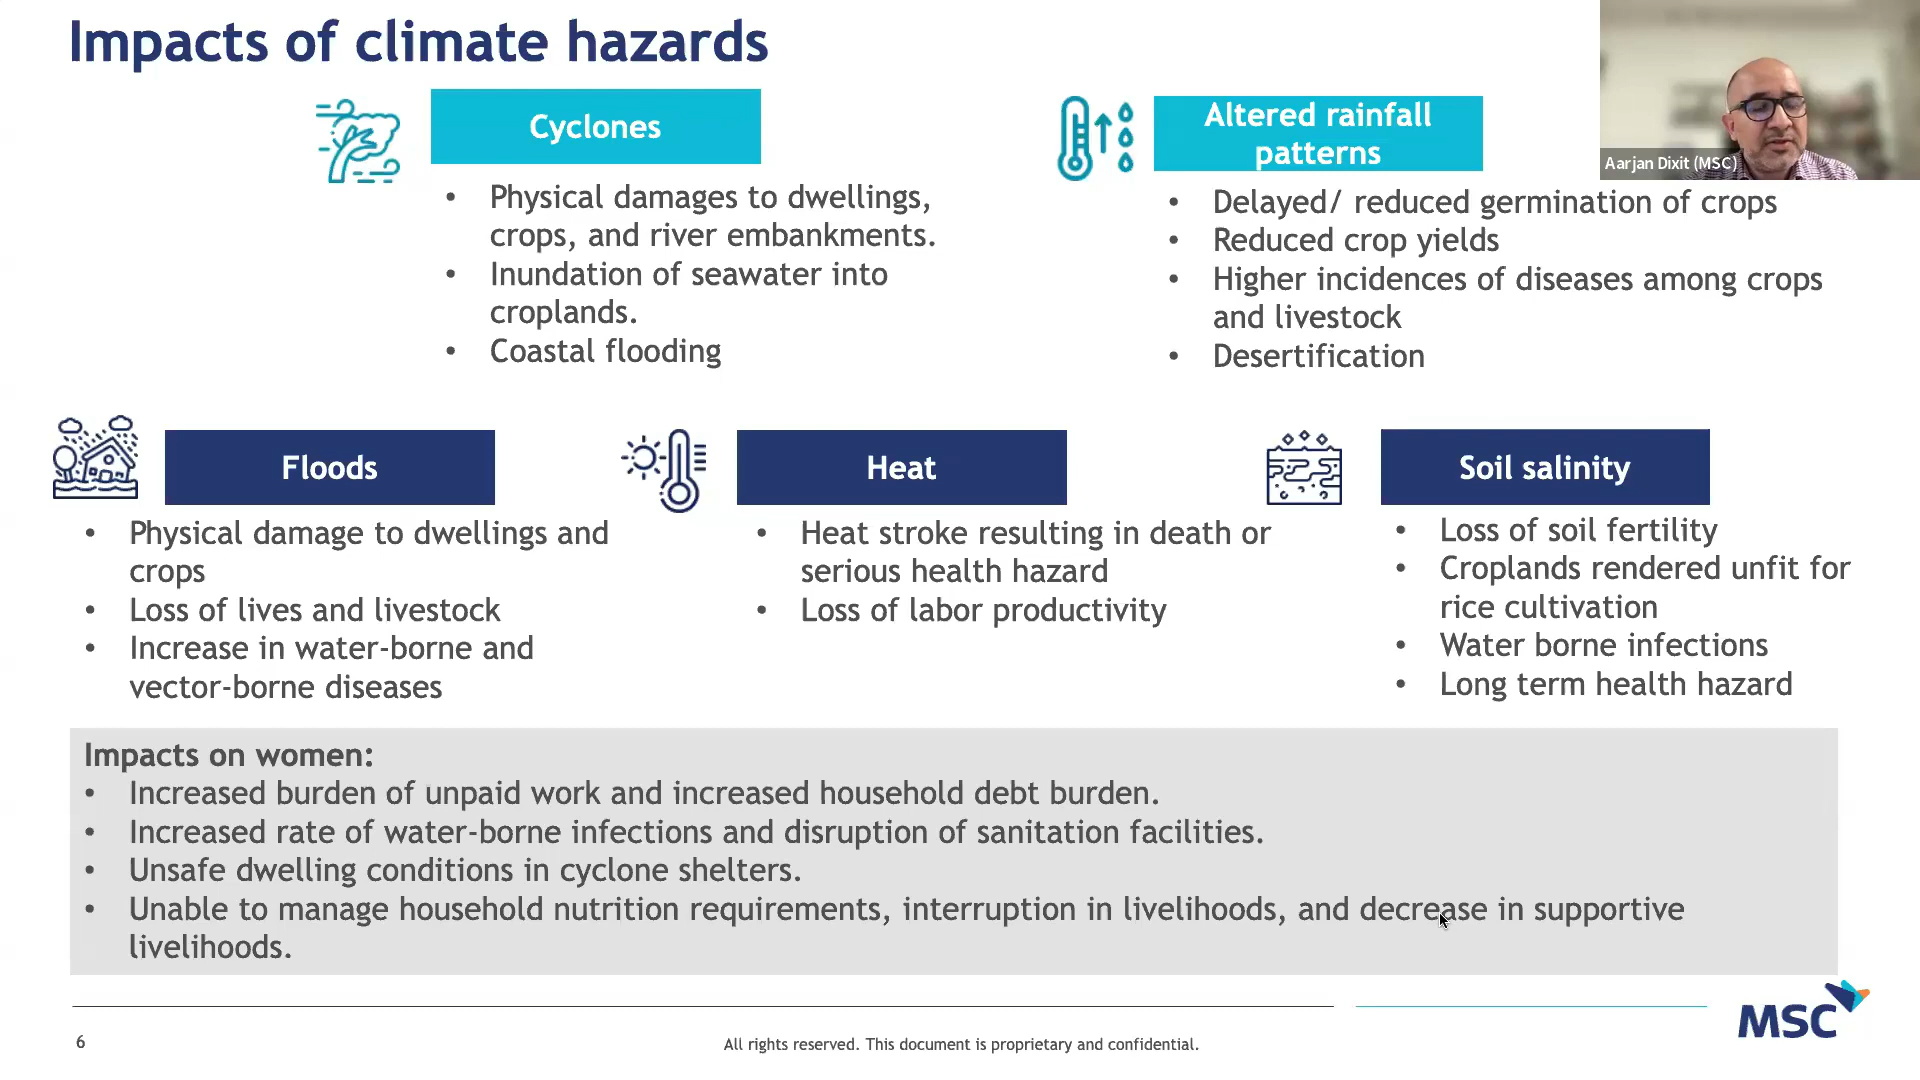 Impacts of climate hazards
Aarjan Dixit (MSC)
Cyclones
• Physical damages to dwellings,
crops, and river embankments.
• Inundation of seawater into
croplands.
• Coastal flooding
Altered rainfall
patterns
• Delayed/ reduced germination of crops
• Reduced crop yields
• Higher incidences of diseases among crops
and livestock
• Desertification
Floods
• Physical damage to dwellings and
crops
• Loss of lives and livestock
• Increase in water-borne and
vector-borne diseases
Heat
• Heat stroke resulting in death or
serious health hazard
• Loss of labor productivity
Soil salinity
• Loss of soil fertility
• Croplands rendered unfit for
rice cultivation
• Water borne infections
• Long term health hazard
Impacts on women:
• Increased burden of unpaid work and increased household debt burden.
• Increased rate of water-borne infections and disruption of sanitation facilities.
• Unsafe dwelling conditions in cyclone shelters.
• Unable to manage household nutrition requirements, interruption in livelihoods, and decrease in supportive
livelihoods.
6
All rights reserved. This document is proprietary and confidential.
MSC